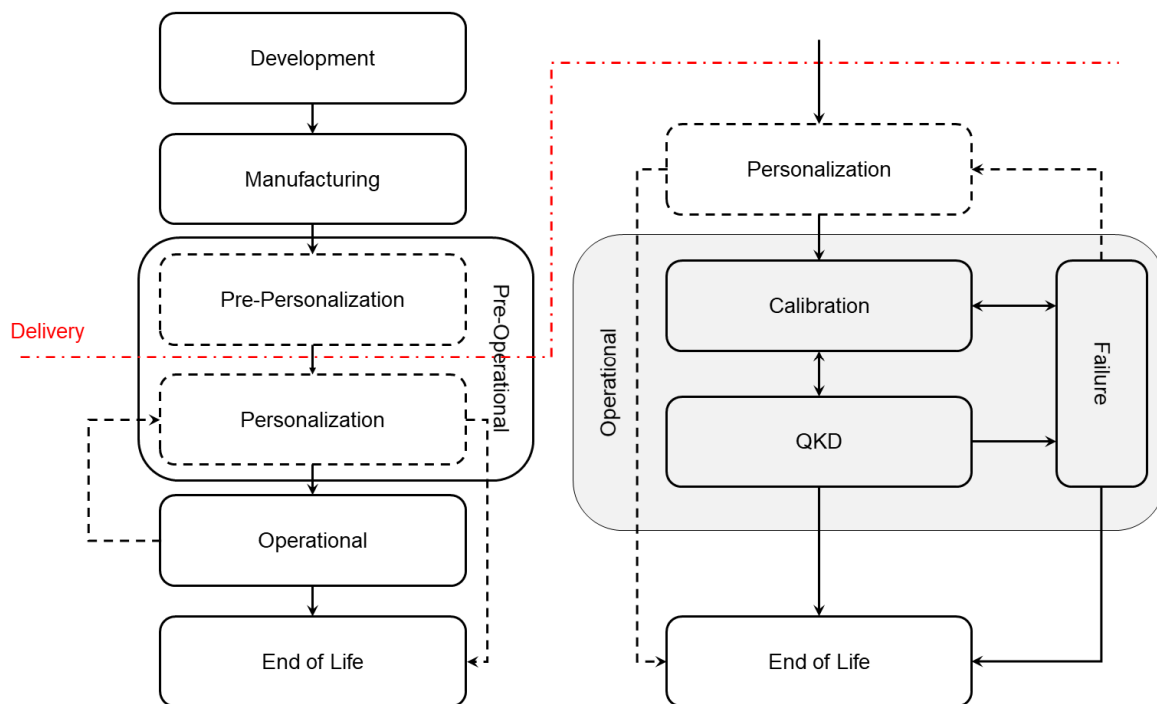 Development
Manufacturing
Pre-Personalization
Pre-Operational
Delivery
Personalization
Operational
End of Life
Personalization
Calibration
Operational
Failure
QKD
End of Life